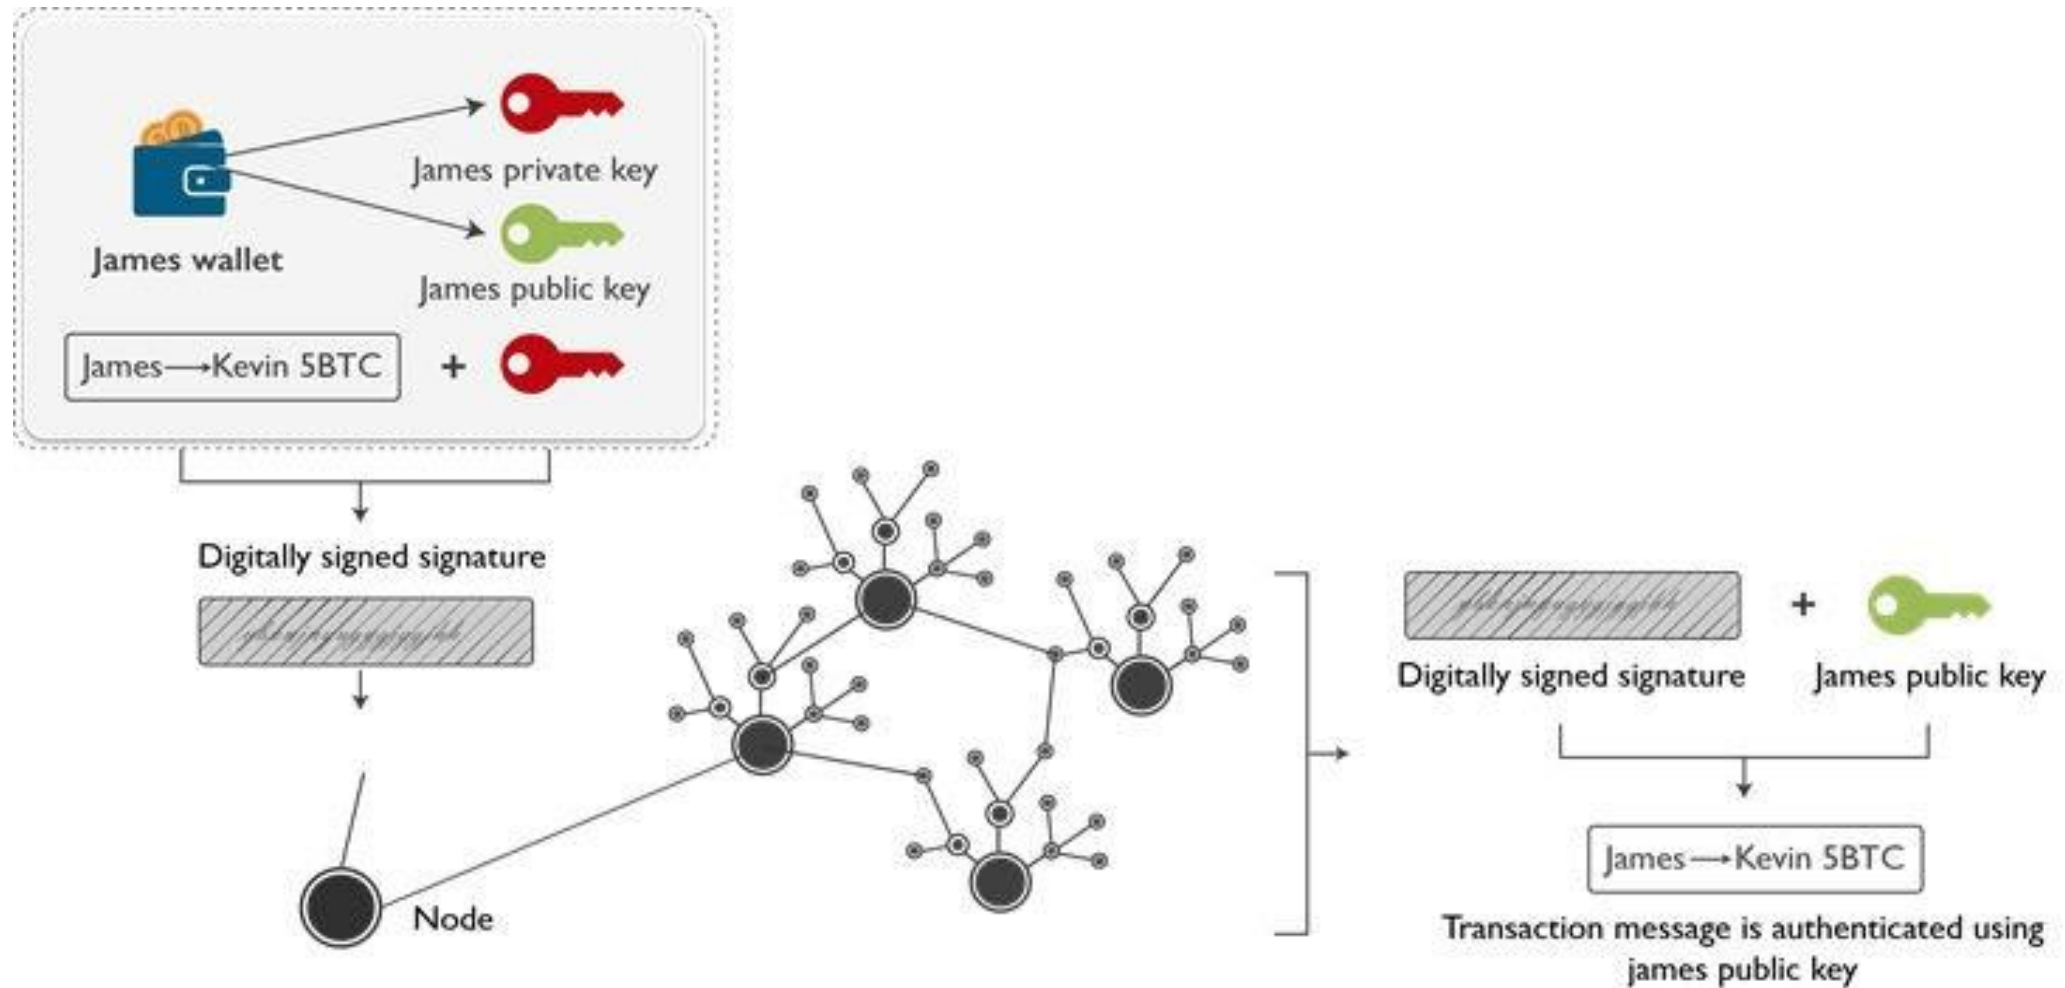 James private key
James wallet
James public key
James→Kevin 5BTC
+
Digitally signed signature
Node
+
Digitally signed signature
James public key
James→Kevin 5BTC
Transaction message is authenticated using
james public key